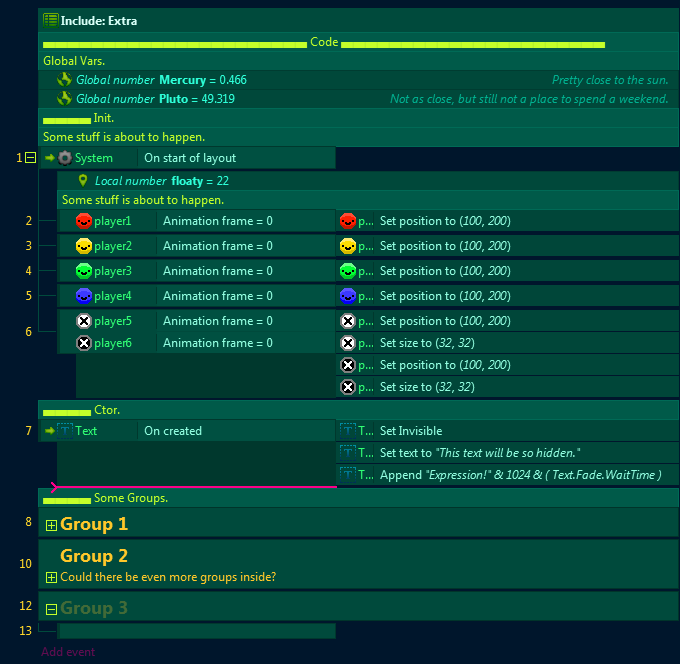 Include: Extra
Code
Global Vars.
Global number Mercury = 0.466 Pretty close to the sun.
Global number Pluto = 49.319 Not as close, but still not a place to spend a weekend.
Init.
Some stuff is about to happen.
1 System On start of layout
Local number floaty = 22
Some stuff is about to happen.
2 player1 Animation frame = 0 p... Set position to (100, 200)
3 player2 Animation frame = 0 p... Set position to (100, 200)
4 player3 Animation frame = 0 p... Set position to (100, 200)
5 player4 Animation frame = 0 p... Set position to (100, 200)
player5 Animation frame = 0 p... Set position to (100, 200)
6 player6 Animation frame = 0 p... Set size to (32, 32)
p... Set position to (100, 200)
p... Set size to (32, 32)
Ctor.
7 T Text On created T T... Set Invisible
T T... Set text to "This text will be so hidden."
T T... Append "Expression!" & 1024 & ( Text.Fade.WaitTime )
Some Groups.
8 Group 1
Group 2
10 Could there be even more groups inside?
12 Group 3
13
Add event